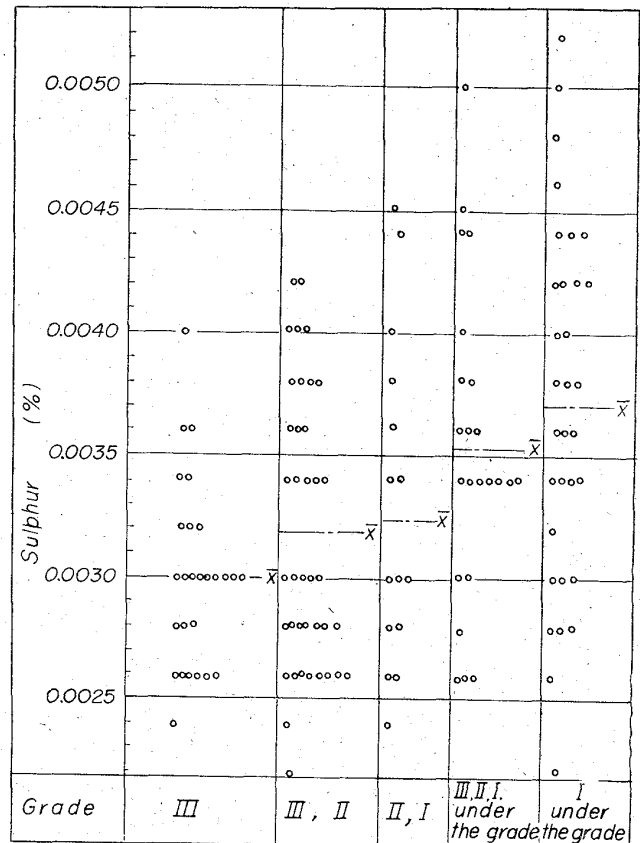 0.0050
0.0045
0.0040
0.0035
0.0030
0.0025
Sulphur (%)
x̄
x̄
x̄
x̄
x̄
Grade
III
III, II
II, I
III, II, I.
under
the grade
I
under
the grade